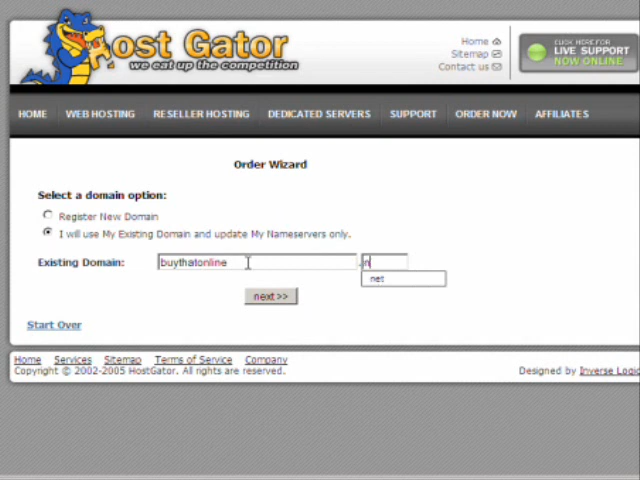 Host Gator
we eat up the competition
Home
Sitemap
Contact us
CLICK HERE FOR
LIVE SUPPORT
NOW ONLINE
HOME WEB HOSTING RESELLER HOSTING DEDICATED SERVERS SUPPORT ORDER NOW AFFILIATES
Order Wizard
Select a domain option:
Register New Domain
I will use My Existing Domain and update My Nameservers only.
Existing Domain: buythatonline .n
net
next >>
Start Over
Home Services Sitemap Terms of Service Company
Copyright © 2002-2005 HostGator. All rights are reserved.
Designed by Inverse Logic